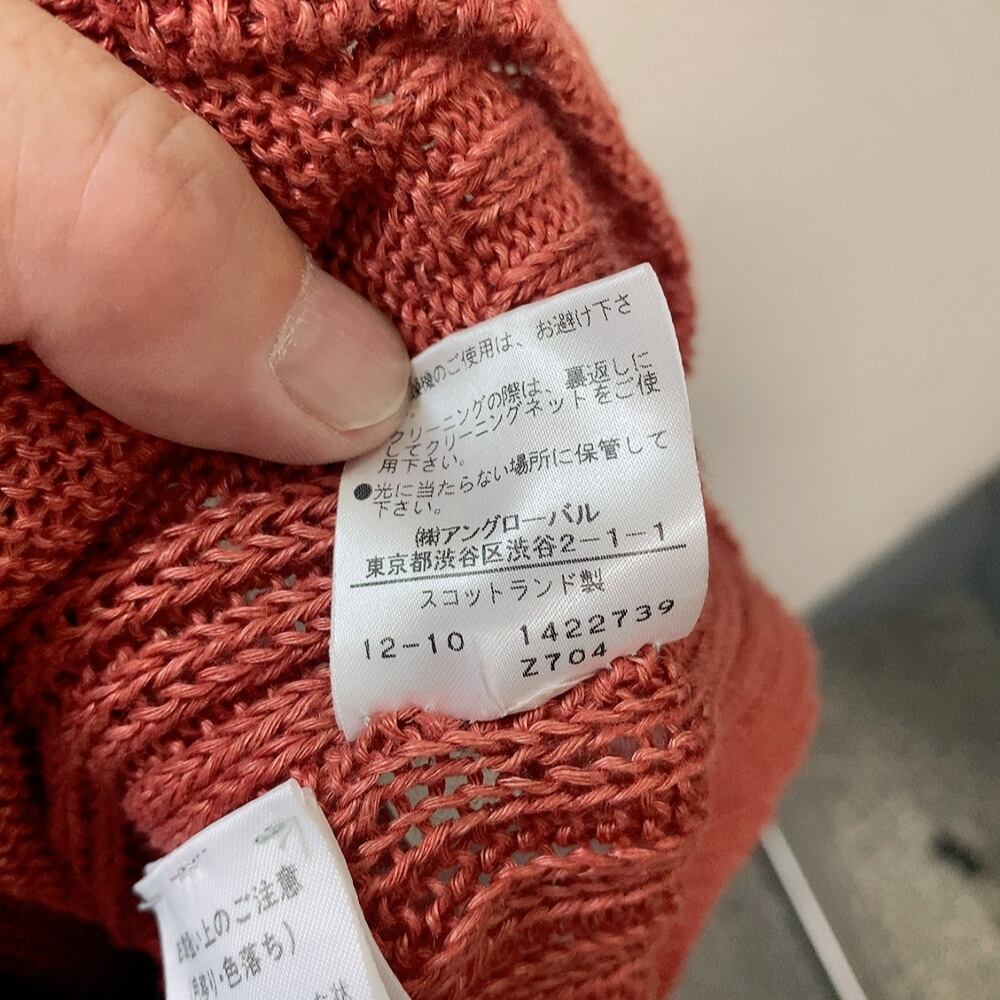 燥のご使用は、お避け下さ
。
クリーニングの際は、裏返しに
してクリーニングネットをご使
用下さい。
●光に当たらない場所に保管して
下さい。
㈱アングローバル
東京都渋谷区渋谷2-1-1
スコットランド製
12-10 1422739
Z704
扱い上のご注意
・色落ち)